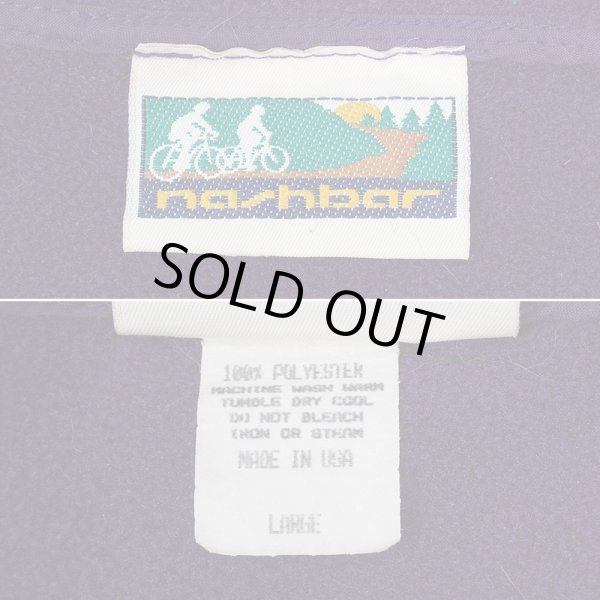 nashbar
SOLD OUT
100% POLYESTER
MACHINE WASH WARM
TUMBLE DRY COOL
DO NOT BLEACH
IRON OR STEAM
MADE IN USA
LARGE